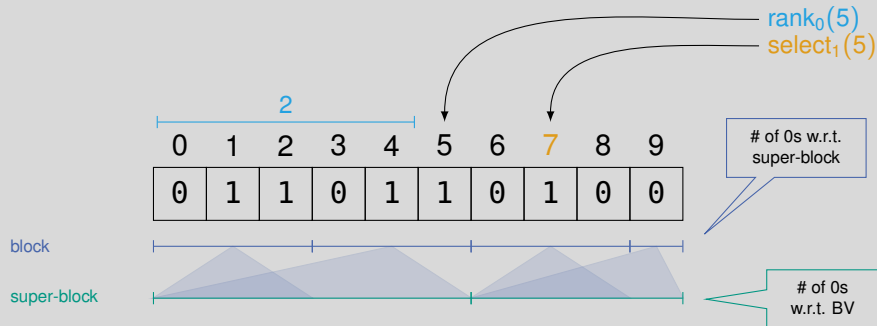 rank₀(5)
select₁(5)
2
0 1 2 3 4 5 6 7 8 9
0 1 1 0 1 1 0 1 0 0
# of 0s w.r.t.
super-block
block
super-block
# of 0s
w.r.t. BV